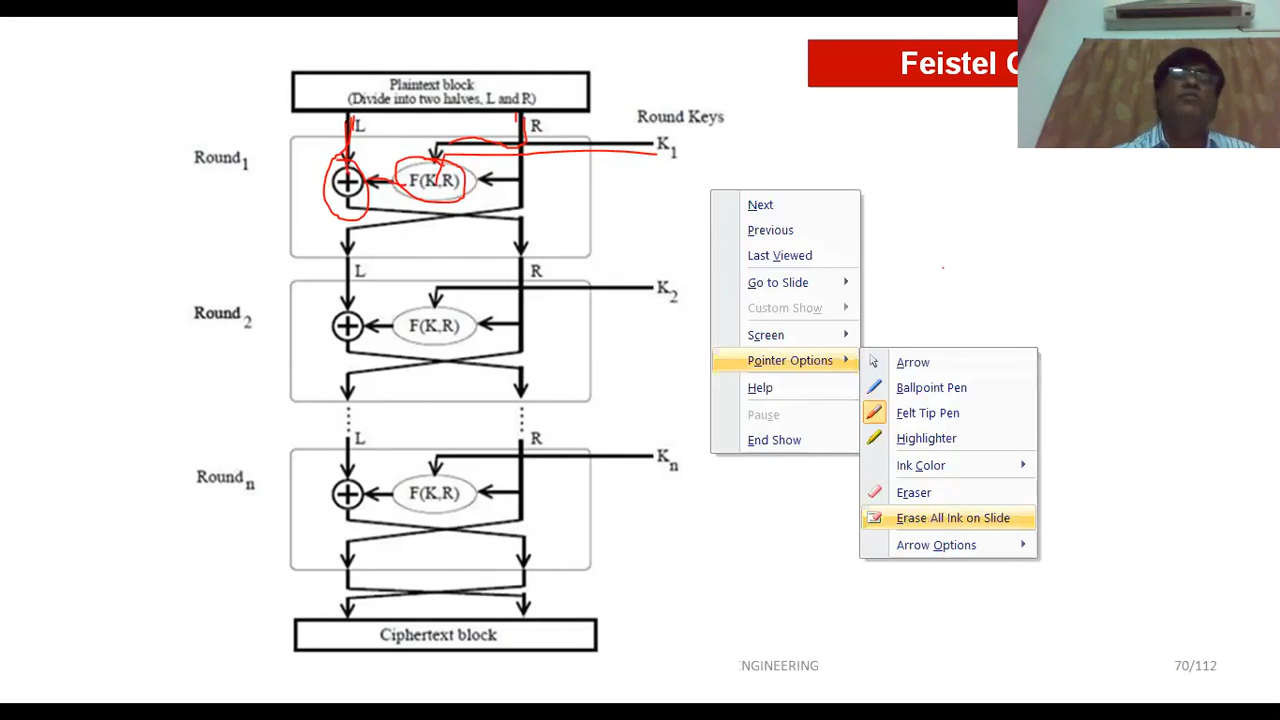 Feistel
Plaintext block
(Divide into two halves, L and R)
L
R
Round Keys
Round1
F(K,R)
K1
L
R
Round2
F(K,R)
K2
L
R
Roundn
F(K,R)
Kn
Ciphertext block
Next
Previous
Last Viewed
Go to Slide
Custom Show
Screen
Pointer Options
Help
Pause
End Show
Arrow
Ballpoint Pen
Felt Tip Pen
Highlighter
Ink Color
Eraser
Erase All Ink on Slide
Arrow Options
NGINEERING
70/112